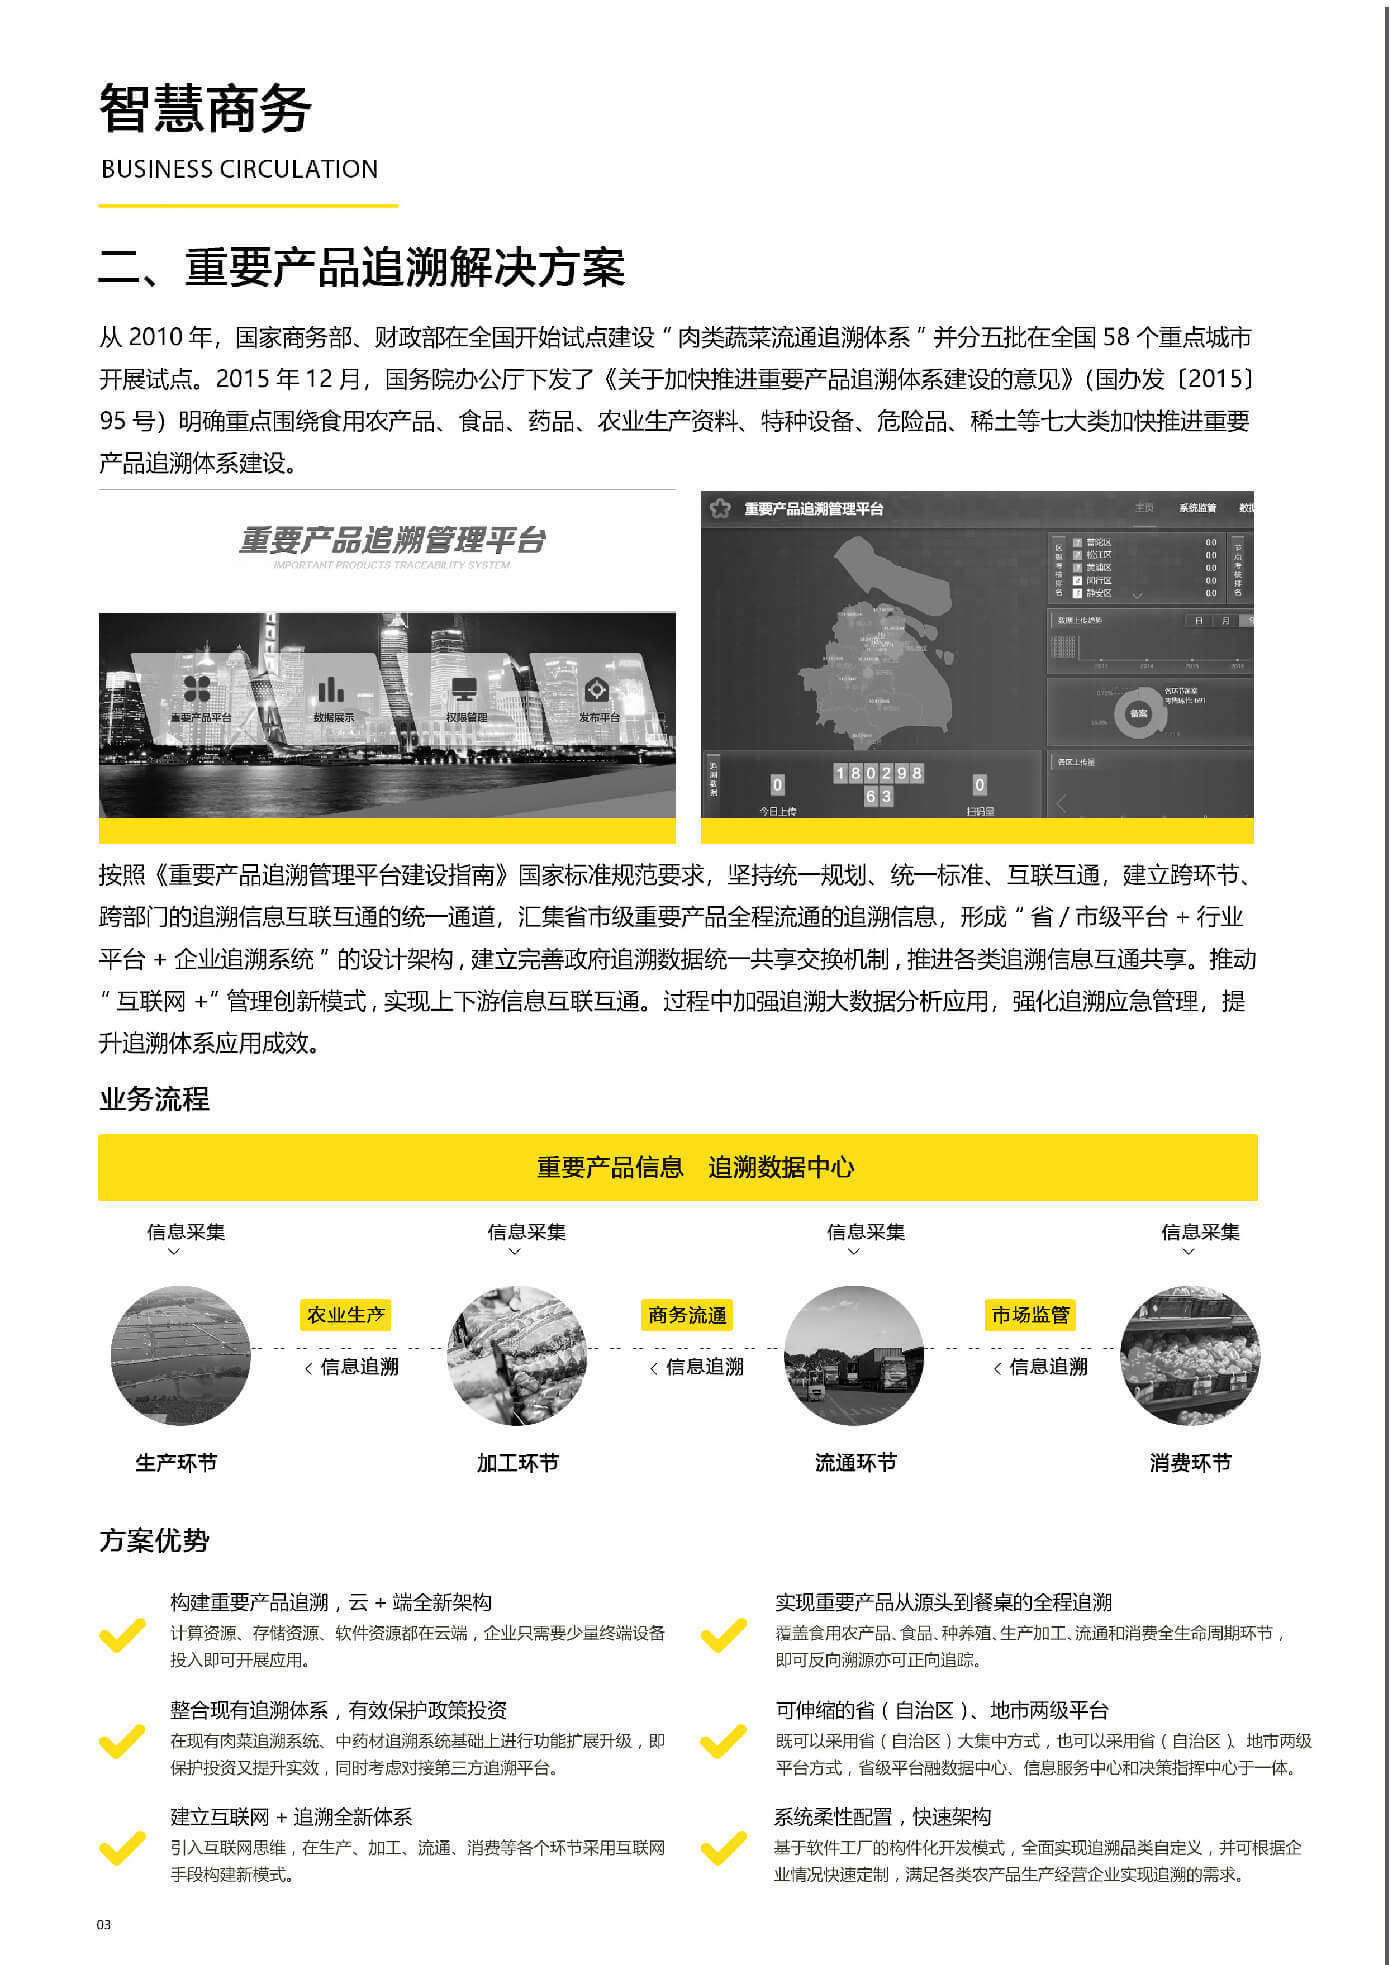 智慧商务
BUSINESS CIRCULATION
二、重要产品追溯解决方案
从 2010 年，国家商务部、财政部在全国开始试点建设“肉类蔬菜流通追溯体系”并分五批在全国 58 个重点城市
开展试点。2015 年 12 月，国务院办公厅下发了《关于加快推进重要产品追溯体系建设的意见》（国办发〔2015〕
95 号）明确重点围绕食用农产品、食品、药品、农业生产资料、特种设备、危险品、稀土等七大类加快推进重要
产品追溯体系建设。
重要产品追溯管理平台
IMPORTANT PRODUCTS TRACEABILITY SYSTEM
重要产品平台
数据展示
权限管理
发布平台
重要产品追溯管理平台
主页 系统监管
区域考核排名
普陀区 0.0
松江区 0.0
黄浦区 0.0
闵行区 0.0
静安区 0.0
节点考核排名
数据上传趋势
日 月
备案
各区上传量
追溯数据
0
今日上传
180298
63
0
扫码量
按照《重要产品追溯管理平台建设指南》国家标准规范要求，坚持统一规划、统一标准、互联互通，建立跨环节、
跨部门的追溯信息互联互通的统一通道，汇集省市级重要产品全程流通的追溯信息，形成“省 / 市级平台 + 行业
平台 + 企业追溯系统”的设计架构，建立完善政府追溯数据统一共享交换机制，推进各类追溯信息互通共享。推动
“互联网 +”管理创新模式，实现上下游信息互联互通。过程中加强追溯大数据分析应用，强化追溯应急管理，提
升追溯体系应用成效。
业务流程
重要产品信息 追溯数据中心
信息采集 信息采集 信息采集 信息采集
农业生产 商务流通 市场监管
信息追溯 信息追溯 信息追溯
生产环节 加工环节 流通环节 消费环节
方案优势
构建重要产品追溯，云 + 端全新架构
计算资源、存储资源、软件资源都在云端，企业只需要少量终端设备
投入即可开展应用。
实现重要产品从源头到餐桌的全程追溯
覆盖食用农产品、食品、种养殖、生产加工、流通和消费全生命周期环节，
即可反向溯源亦可正向追踪。
整合现有追溯体系，有效保护政策投资
在现有肉菜追溯系统、中药材追溯系统基础上进行功能扩展升级，即
保护投资又提升实效，同时考虑对接第三方追溯平台。
可伸缩的省（自治区）、地市两级平台
既可以采用省（自治区）大集中方式，也可以采用省（自治区）、地市两级
平台方式，省级平台融数据中心、信息服务中心和决策指挥中心于一体。
建立互联网 + 追溯全新体系
引入互联网思维，在生产、加工、流通、消费等各个环节采用互联网
手段构建新模式。
系统柔性配置，快速架构
基于软件工厂的构件化开发模式，全面实现追溯品类自定义，并可根据企
业情况快速定制，满足各类农产品生产经营企业实现追溯的需求。
03